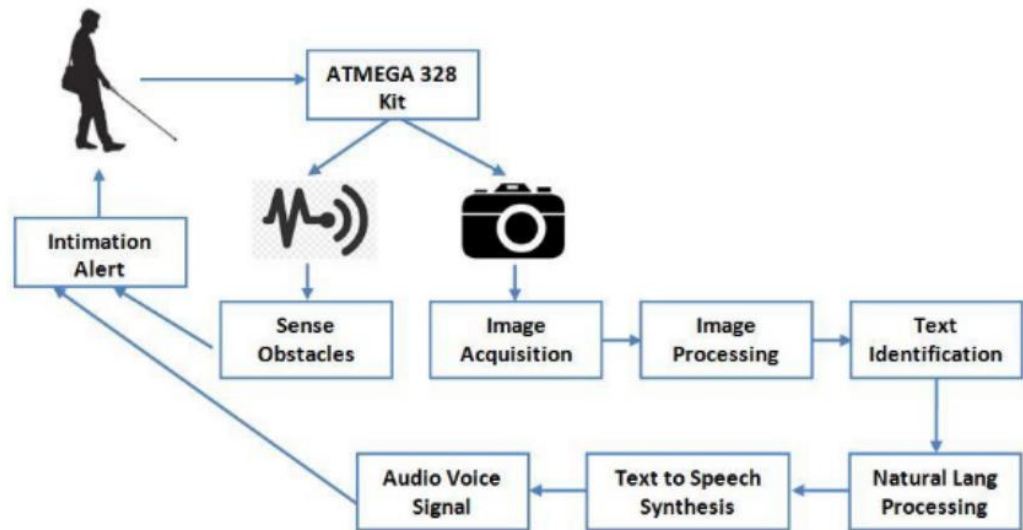 ATMEGA 328
Kit
Intimation
Alert
Sense
Obstacles
Image
Acquisition
Image
Processing
Text
Identification
Audio Voice
Signal
Text to Speech
Synthesis
Natural Lang
Processing